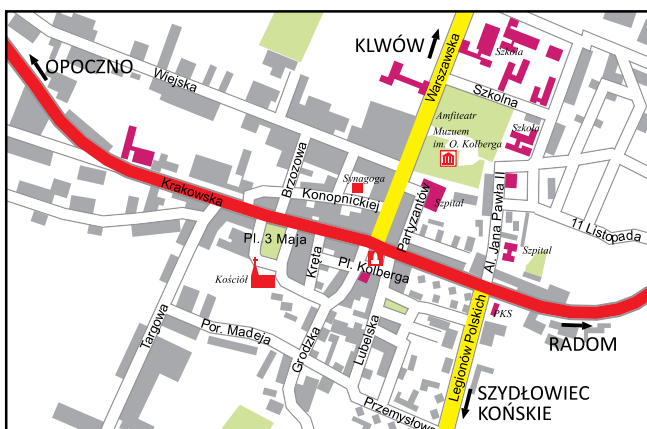 KLWÓW
OPOCZNO
Wiejska
Warszawska
Szkoła
Szkolna
Amfiteatr
Muzuem
im. O. Kolberga
Szkoła
Krakowska
Brzozowa
Synagoga
Konopnickiej
Partyzantów
Szpital
Al. Jana Pawła II
11 Listopada
Pl. 3 Maja
Kręta
Pl. Kolberga
Szpital
Kościół
Targowa
Por. Madeja
Grodzka
Lubelska
Legionów Polskich
PKS
RADOM
Przemysłowa
SZYDŁOWIEC
KOŃSKIE